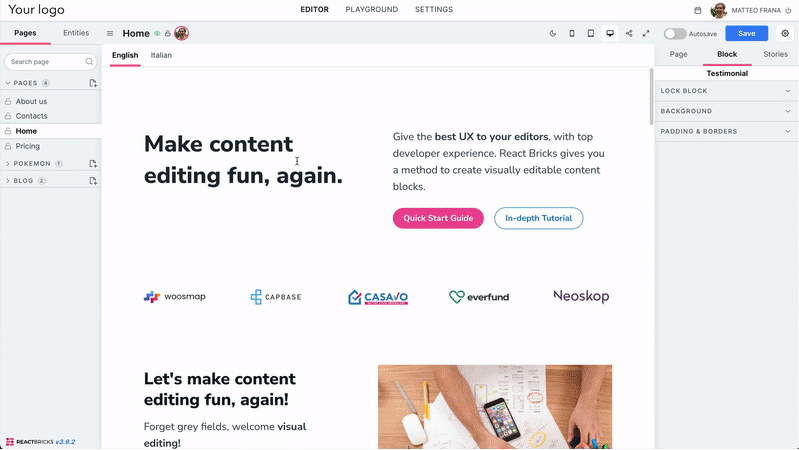 Your logo
EDITOR
PLAYGROUND
SETTINGS
MATTEO FRANA
Pages
Entities
Home
Autosave
Save
Search page
PAGES 4
About us
Contacts
Home
Pricing
POKEMON 1
BLOG 2
REACTBRICKS v3.9.2
English
Italian
Make content
editing fun, again.
Give the best UX to your editors, with top
developer experience. React Bricks gives you
a method to create visually editable content
blocks.
Quick Start Guide
In-depth Tutorial
woosmap
CAPBASE
CASAVO
everfund
Neoskop
Let's make content
editing fun, again!
Forget grey fields, welcome visual
editing!
Page
Block
Stories
Testimonial
LOCK BLOCK
BACKGROUND
PADDING & BORDERS